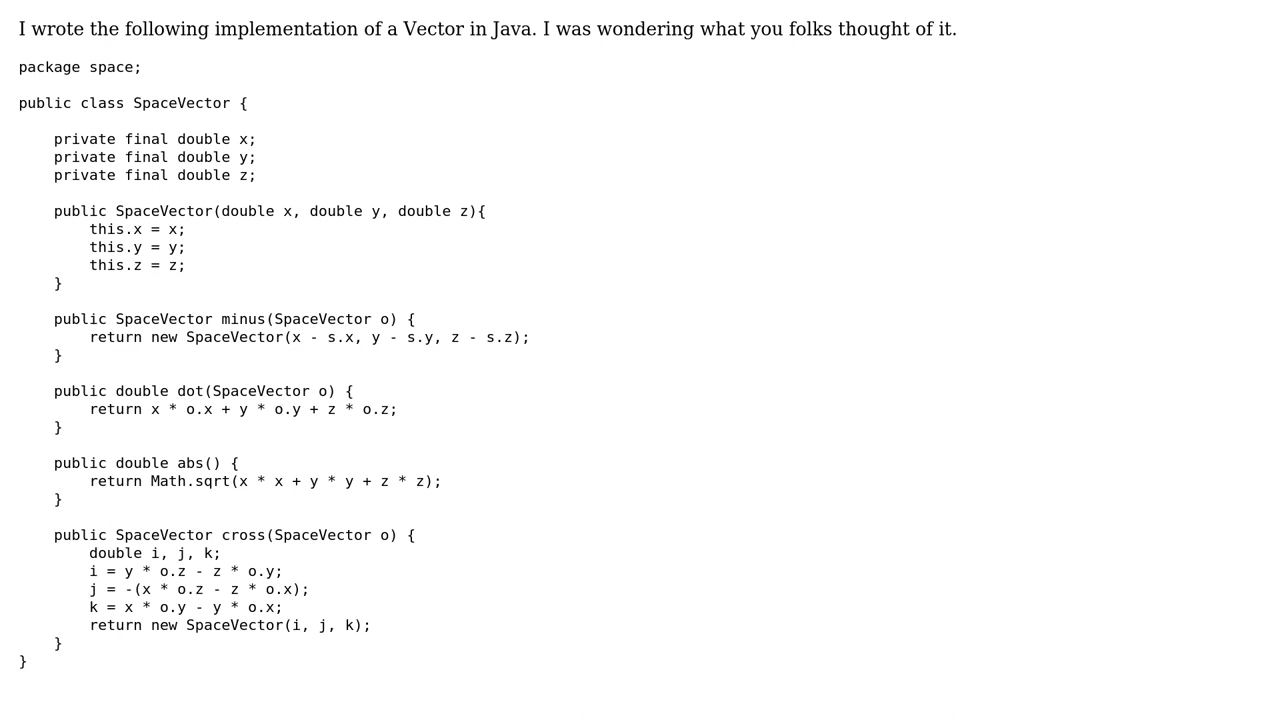 I wrote the following implementation of a Vector in Java. I was wondering what you folks thought of it.
package space;
public class SpaceVector {
    private final double x;
    private final double y;
    private final double z;
    public SpaceVector(double x, double y, double z){
        this.x = x;
        this.y = y;
        this.z = z;
    }
    public SpaceVector minus(SpaceVector o) {
        return new SpaceVector(x - s.x, y - s.y, z - s.z);
    }
    public double dot(SpaceVector o) {
        return x * o.x + y * o.y + z * o.z;
    }
    public double abs() {
        return Math.sqrt(x * x + y * y + z * z);
    }
    public SpaceVector cross(SpaceVector o) {
        double i, j, k;
        i = y * o.z - z * o.y;
        j = -(x * o.z - z * o.x);
        k = x * o.y - y * o.x;
        return new SpaceVector(i, j, k);
    }
}